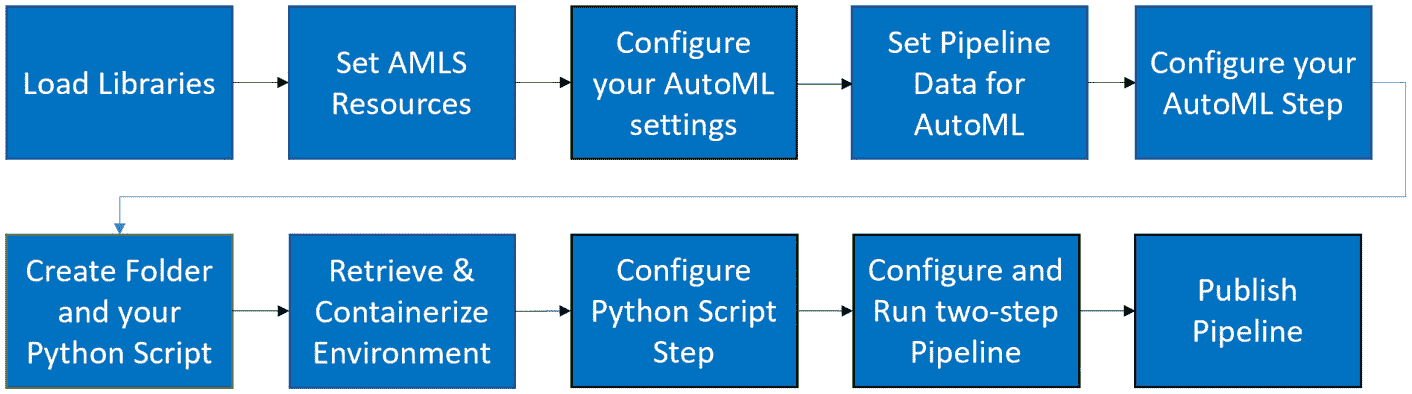 Load Libraries
Set AMLS
Resources
Configure
your AutoML
settings
Set Pipeline
Data for
AutoML
Configure your
AutoML Step
Create Folder
and your
Python Script
Retrieve &
Containerize
Environment
Configure
Python Script
Step
Configure and
Run two-step
Pipeline
Publish
Pipeline